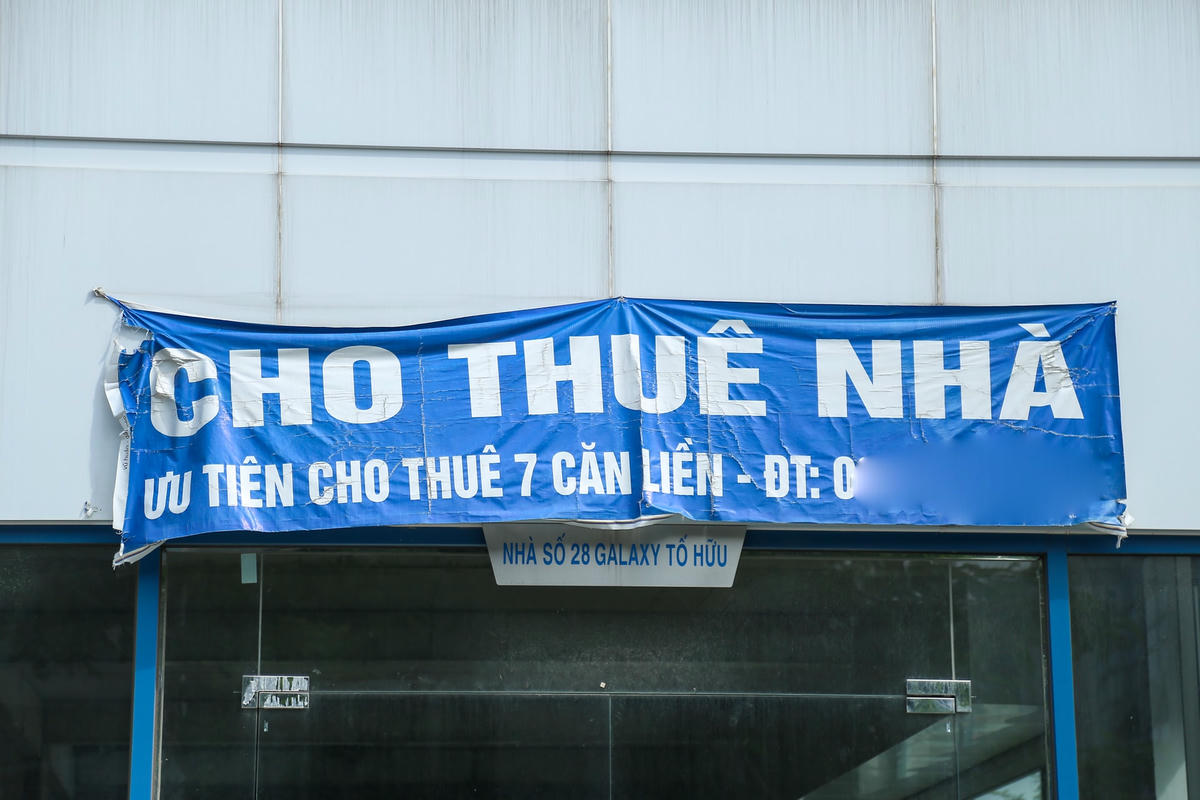 CHO THUÊ NHÀ
ƯU TIÊN CHO THUÊ 7 CĂN LIỀN - ĐT: 0
NHÀ SỐ 28 GALAXY TỐ HỮU